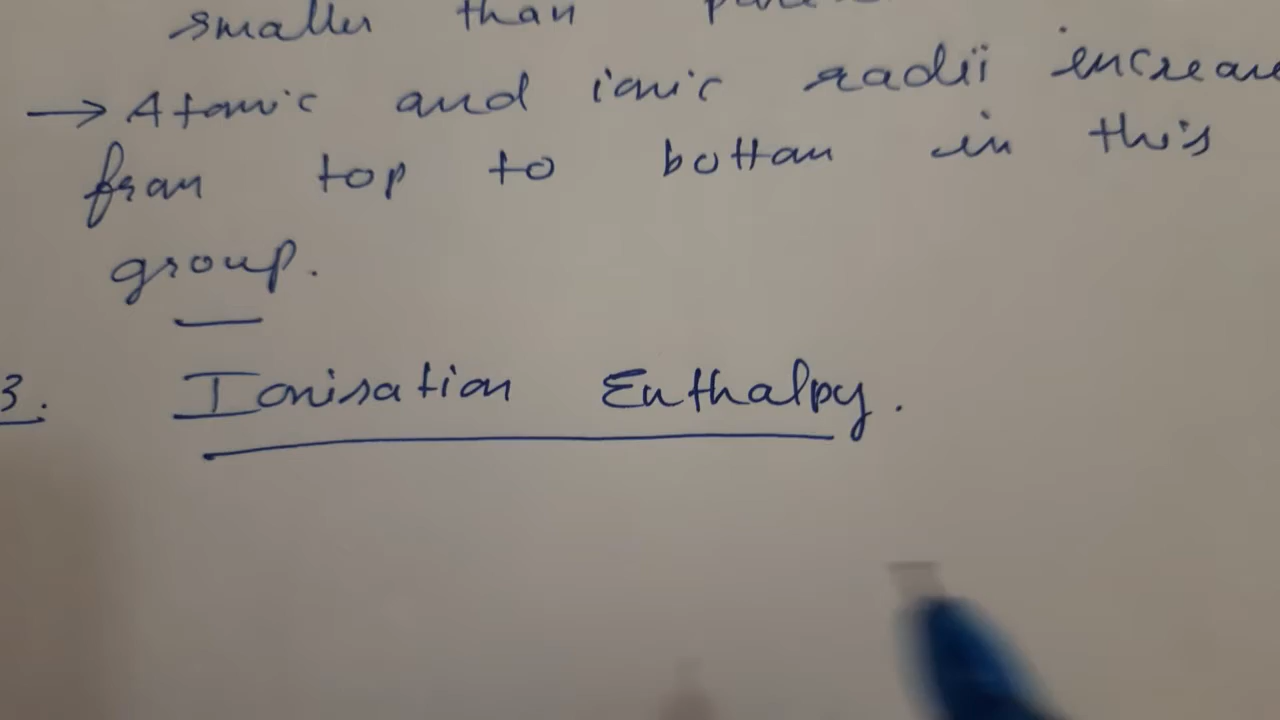 smaller than
→ Atomic and ionic radii increase
from top to bottom in this
group.
3. Ionisation Enthalpy.